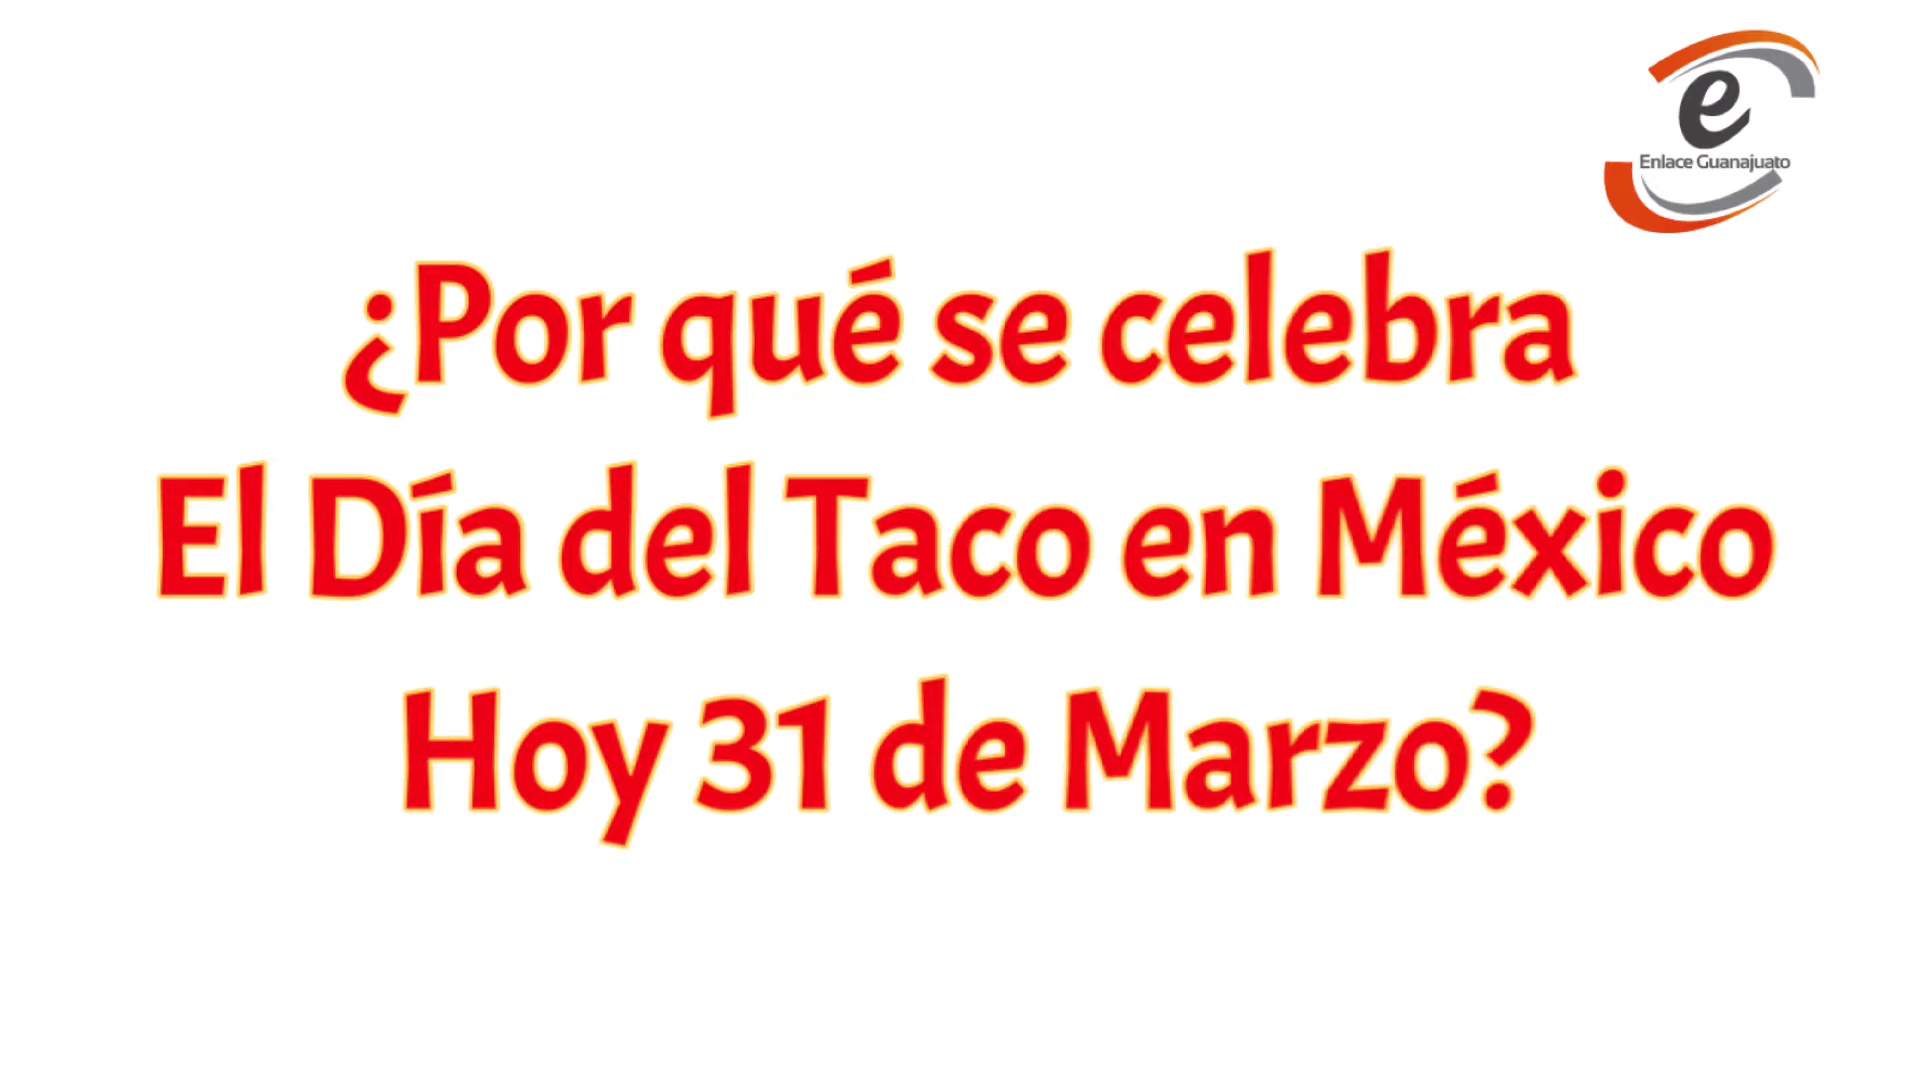 e
Enlace Guanajuato
¿Por qué se celebra
El Día del Taco en México
Hoy 31 de Marzo?